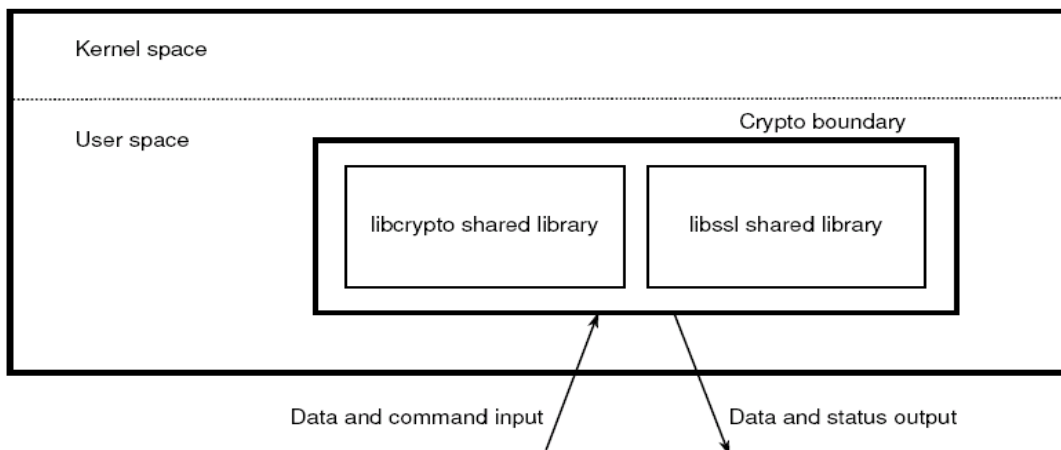 Kernel space
User space
Crypto boundary
libcrypto shared library
libssl shared library
Data and command input
Data and status output